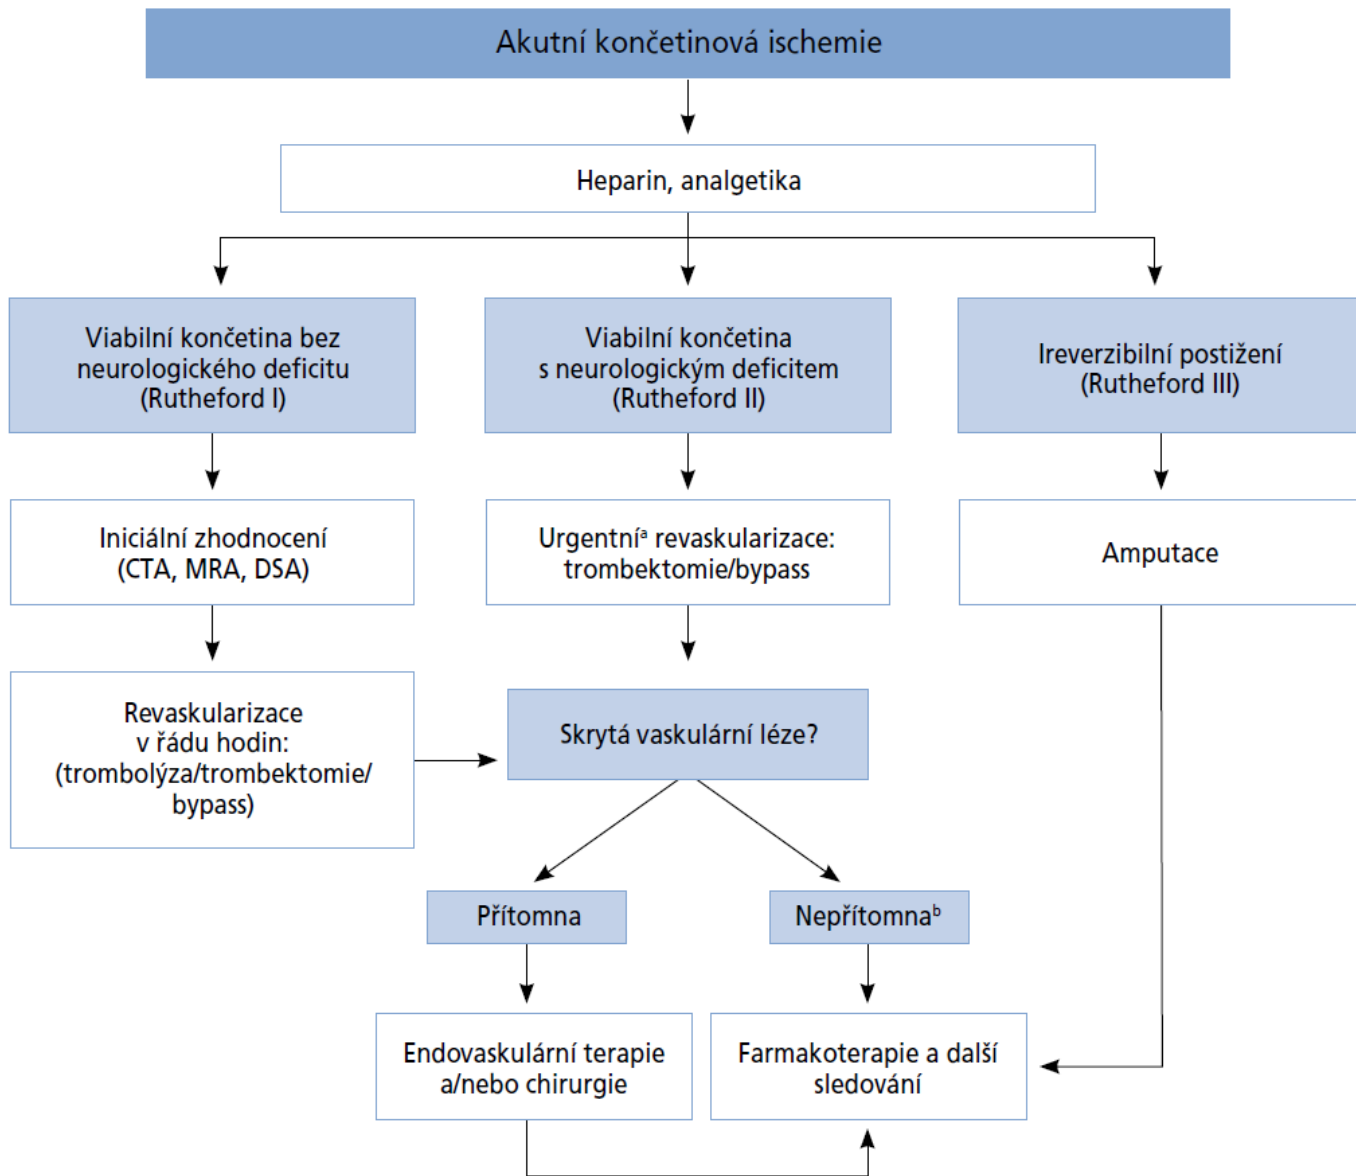 Akutní končetinová ischemie
Heparin, analgetika
Viabilní končetina bez
neurologického deficitu
(Rutheford I)
Viabilní končetina
s neurologickým deficitem
(Rutheford II)
Ireverzibilní postižení
(Rutheford III)
Iniciální zhodnocení
(CTA, MRA, DSA)
Urgentníᵃ revaskularizace:
trombektomie/bypass
Amputace
Revaskularizace
v řádu hodin:
(trombolýza/trombektomie/
bypass)
Skrytá vaskulární léze?
Přítomna
Nepřítomnaᵇ
Endovaskulární terapie
a/nebo chirurgie
Farmakoterapie a další
sledování